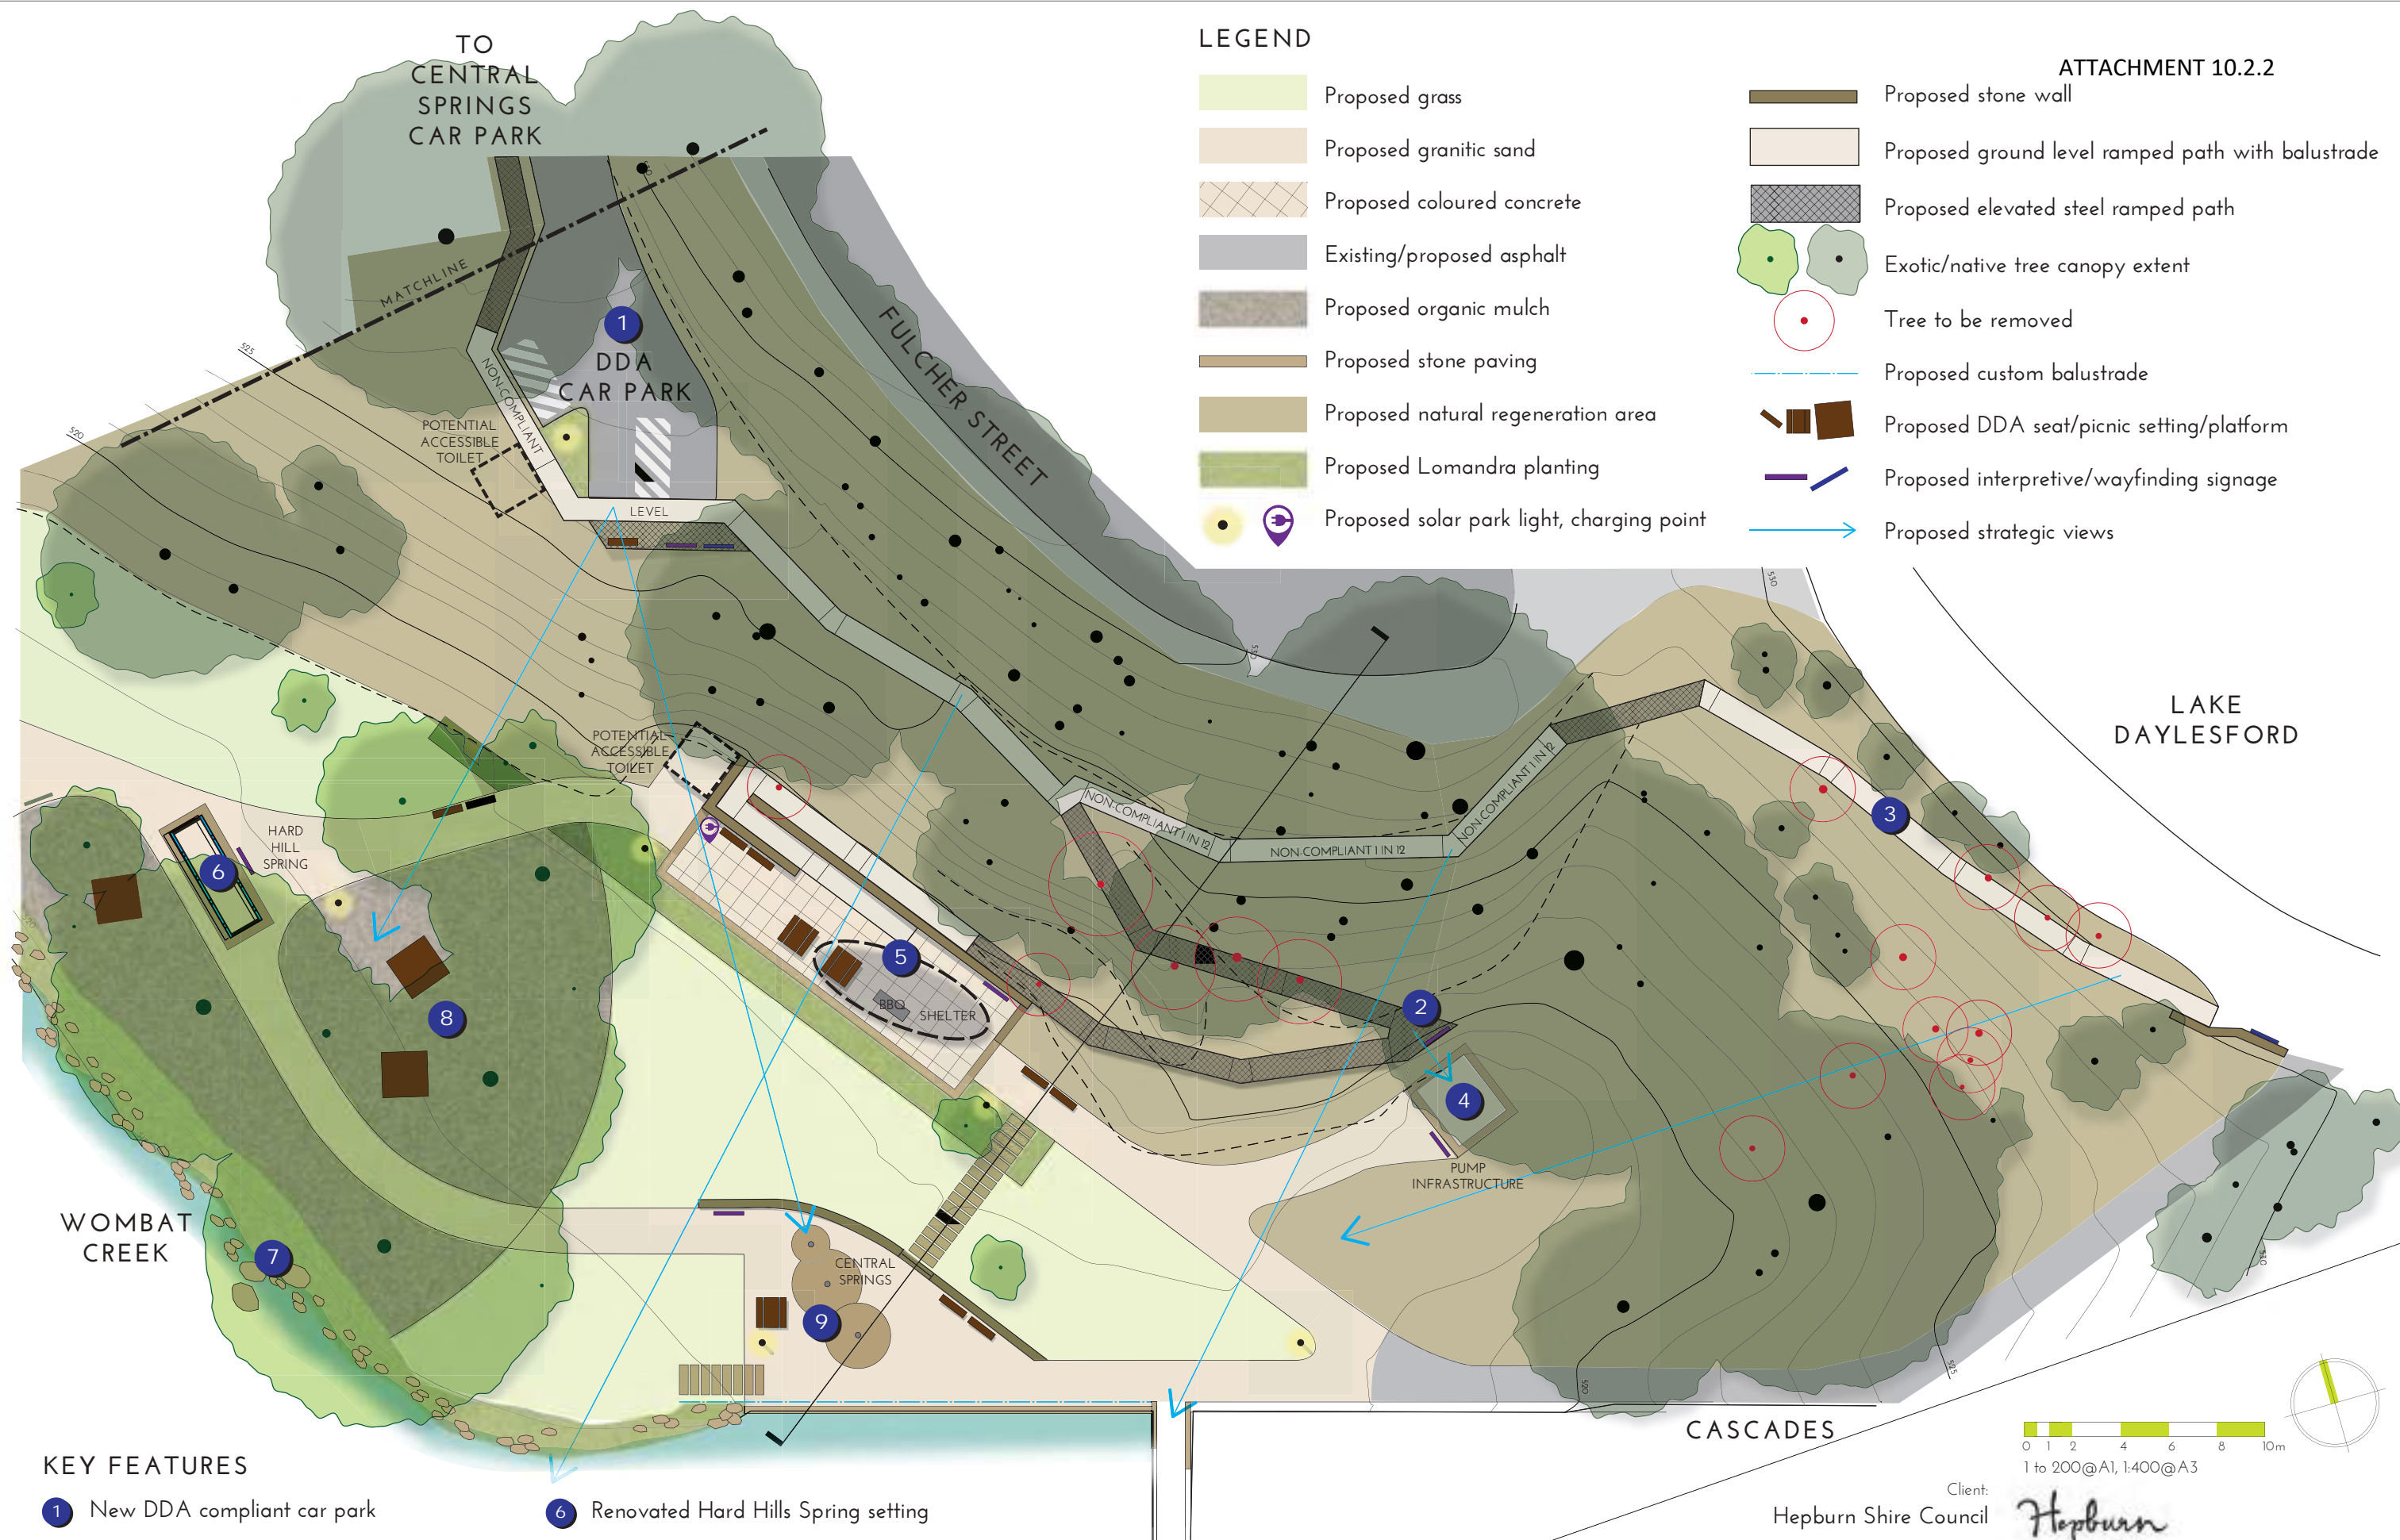 TO
CENTRAL
SPRINGS
CAR PARK
MATCHLINE
525
520
510
1
DDA
CAR PARK
NON-COMPLIANT
POTENTIAL
ACCESSIBLE
TOILET
LEVEL
FULCHER STREET
LEGEND
Proposed grass
Proposed granitic sand
Proposed coloured concrete
Existing/proposed asphalt
Proposed organic mulch
Proposed stone paving
Proposed natural regeneration area
Proposed Lomandra planting
Proposed solar park light, charging point
ATTACHMENT 10.2.2
Proposed stone wall
Proposed ground level ramped path with balustrade
Proposed elevated steel ramped path
Exotic/native tree canopy extent
Tree to be removed
Proposed custom balustrade
Proposed DDA seat/picnic setting/platform
Proposed interpretive/wayfinding signage
Proposed strategic views
530
LAKE
DAYLESFORD
POTENTIAL
ACCESSIBLE
TOILET
NON-COMPLIANT 1 IN 12
NON-COMPLIANT 1 IN 12
NON-COMPLIANT 1 IN 12
3
HARD
HILL
SPRING
6
5
BBQ
SHELTER
2
4
8
PUMP
INFRASTRUCTURE
WOMBAT
CREEK
7
CENTRAL
SPRINGS
9
520
525
CASCADES
0 1 2 4 6 8 10m
1 to 200@A1, 1:400@A3
KEY FEATURES
1 New DDA compliant car park
6 Renovated Hard Hills Spring setting
Client:
Hepburn Shire Council
Hepburn